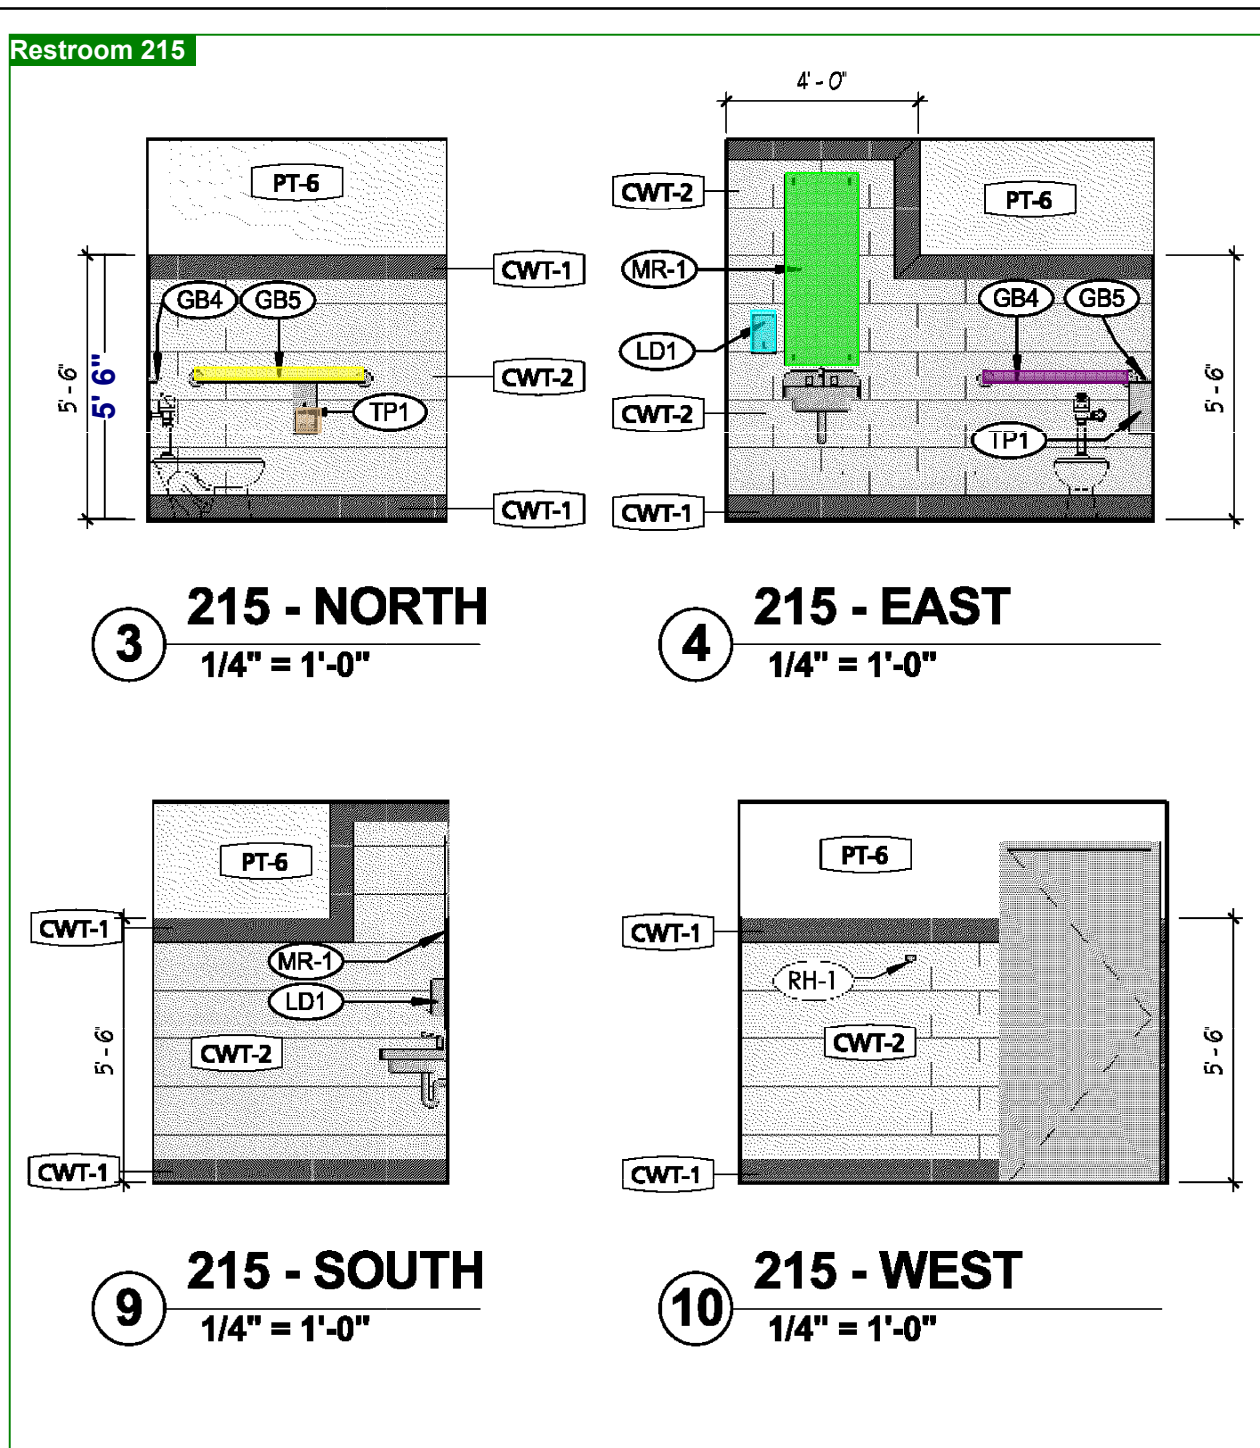 Restroom 215
4' - 0"
PT-6
CWT-1
GB4
GB5
5' - 6"
5' 6"
CWT-2
TP1
CWT-1
3
215 - NORTH
1/4" = 1'-0"
CWT-2
PT-6
MR-1
GB4
GB5
LD1
CWT-2
5' - 6"
TP1
CWT-1
4
215 - EAST
1/4" = 1'-0"
PT-6
CWT-1
MR-1
LD1
5' - 6"
CWT-2
CWT-1
9
215 - SOUTH
1/4" = 1'-0"
PT-6
CWT-1
RH-1
CWT-2
5' - 6"
CWT-1
10
215 - WEST
1/4" = 1'-0"